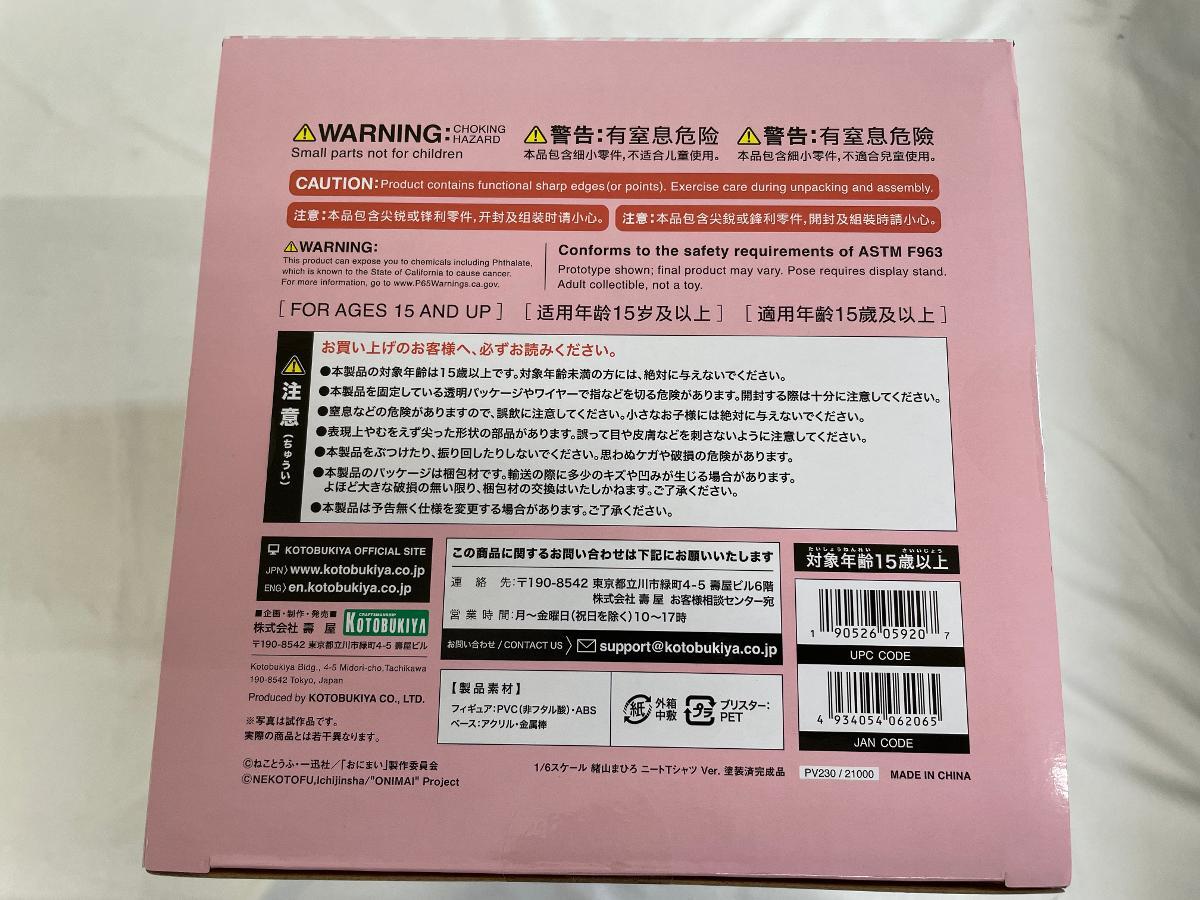 ⚠WARNING: CHOKING HAZARD
Small parts not for children
⚠警告:有窒息危险
本品包含细小零件,不适合儿童使用。
⚠警告:有窒息危險
本品包含細小零件,不適合兒童使用。
CAUTION:Product contains functional sharp edges(or points). Exercise care during unpacking and assembly.
注意:本品包含尖锐或锋利零件,开封及组装时请小心。
注意:本品包含尖銳或鋒利零件,開封及組裝時請小心。
⚠WARNING:
This product can expose you to chemicals including Phthalate,
which is known to the State of California to cause cancer.
For more information, go to www.P65Warnings.ca.gov.
Conforms to the safety requirements of ASTM F963
Prototype shown; final product may vary. Pose requires display stand.
Adult collectible, not a toy.
[ FOR AGES 15 AND UP ] [ 适用年龄15岁及以上 ] [ 適用年齡15歲及以上 ]
⚠注意(ちゅうい)
お買い上げのお客様へ、必ずお読みください。
●本製品の対象年齢は15歳以上です。対象年齢未満の方には、絶対に与えないでください。
●本製品を固定している透明パッケージやワイヤーで指などを切る危険があります。開封する際は十分に注意してください。
●窒息などの危険がありますので、誤飲に注意してください。小さなお子様には絶対に与えないでください。
●表現上やむをえず尖った形状の部品があります。誤って目や皮膚などを刺さないように注意してください。
●本製品をぶつけたり、振り回したりしないでください。思わぬケガや破損の危険があります。
●本製品のパッケージは梱包材です。輸送の際に多少のキズや凹みが生じる場合があります。
よほど大きな破損の無い限り、梱包材の交換はいたしかねます。ご了承ください。
●本製品は予告無く仕様を変更する場合があります。ご了承ください。
KOTOBUKIYA OFFICIAL SITE
JPN〉www.kotobukiya.co.jp
ENG〉en.kotobukiya.co.jp
■企画・制作・発売■
株式会社 壽 屋
CRAFTSMANSHIP
KOTOBUKIYA
〒190-8542 東京都立川市緑町4-5 壽屋ビル
Kotobukiya Bldg., 4-5 Midori-cho,Tachikawa
190-8542 Tokyo, Japan
Produced by KOTOBUKIYA CO., LTD.
※写真は試作品です。
実際の商品とは若干異なります。
この商品に関するお問い合わせは下記にお願いいたします
連 絡 先:〒190-8542 東京都立川市緑町4-5 壽屋ビル6階
株式会社 壽 屋 お客様相談センター宛
営 業 時 間:月〜金曜日(祝日を除く)10〜17時
お問い合わせ / CONTACT US 〉 support@kotobukiya.co.jp
【製品素材】
フィギュア:PVC(非フタル酸)・ABS
ベース:アクリル・金属棒
紙 外箱
中敷
プラ ブリスター:
PET
たいしょうねんれい さいいじょう
対象年齢15歳以上
1 90526 05920 7
UPC CODE
4 934054 062065
JAN CODE
©ねことうふ・一迅社/「おにまい」製作委員会
©NEKOTOFU,Ichijinsha/"ONIMAI" Project
1/6スケール 緒山まひろ ニートTシャツ Ver. 塗装済完成品
PV230 / 21000
MADE IN CHINA